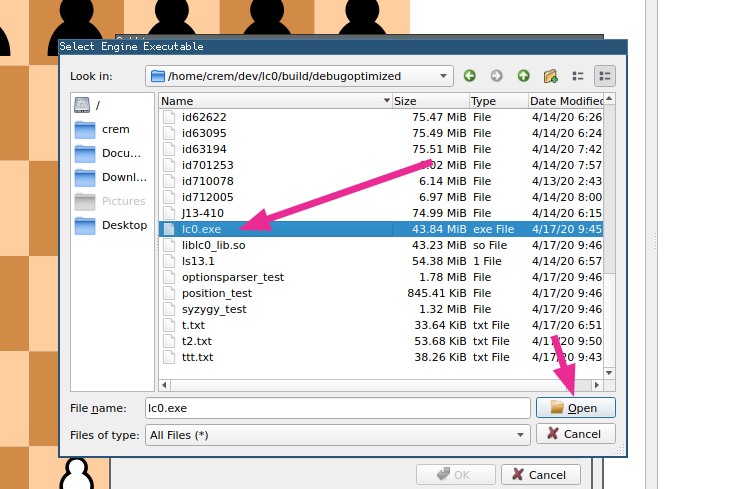 Select Engine Executable
Look in: /home/crem/dev/lc0/build/debugoptimized
/
crem
Docu...
Downl...
Pictures
Desktop
Name Size Type Date Modified
id62622 75.47 MiB File 4/14/20 6:26
id63095 75.49 MiB File 4/14/20 6:24
id63194 75.51 MiB File 4/14/20 7:42
id701253 MiB File 4/14/20 7:57
id710078 6.14 MiB File 4/13/20 2:43
id712005 6.97 MiB File 4/14/20 8:00
J13-410 74.99 MiB File 4/14/20 6:15
lc0.exe 43.84 MiB exe File 4/17/20 9:45
liblc0_lib.so 43.23 MiB so File 4/17/20 9:46
ls13.1 54.38 MiB 1 File 4/14/20 6:57
optionsparser_test 1.78 MiB File 4/17/20 9:46
position_test 845.41 KiB File 4/17/20 9:46
syzygy_test 1.32 MiB File 4/17/20 9:46
t.txt 33.64 KiB txt File 4/17/20 6:51
t2.txt 53.68 KiB txt File 4/17/20 9:50
ttt.txt 38.26 KiB txt File 4/17/20 9:43
File name: lc0.exe Open
Files of type: All Files (*) Cancel
OK Cancel